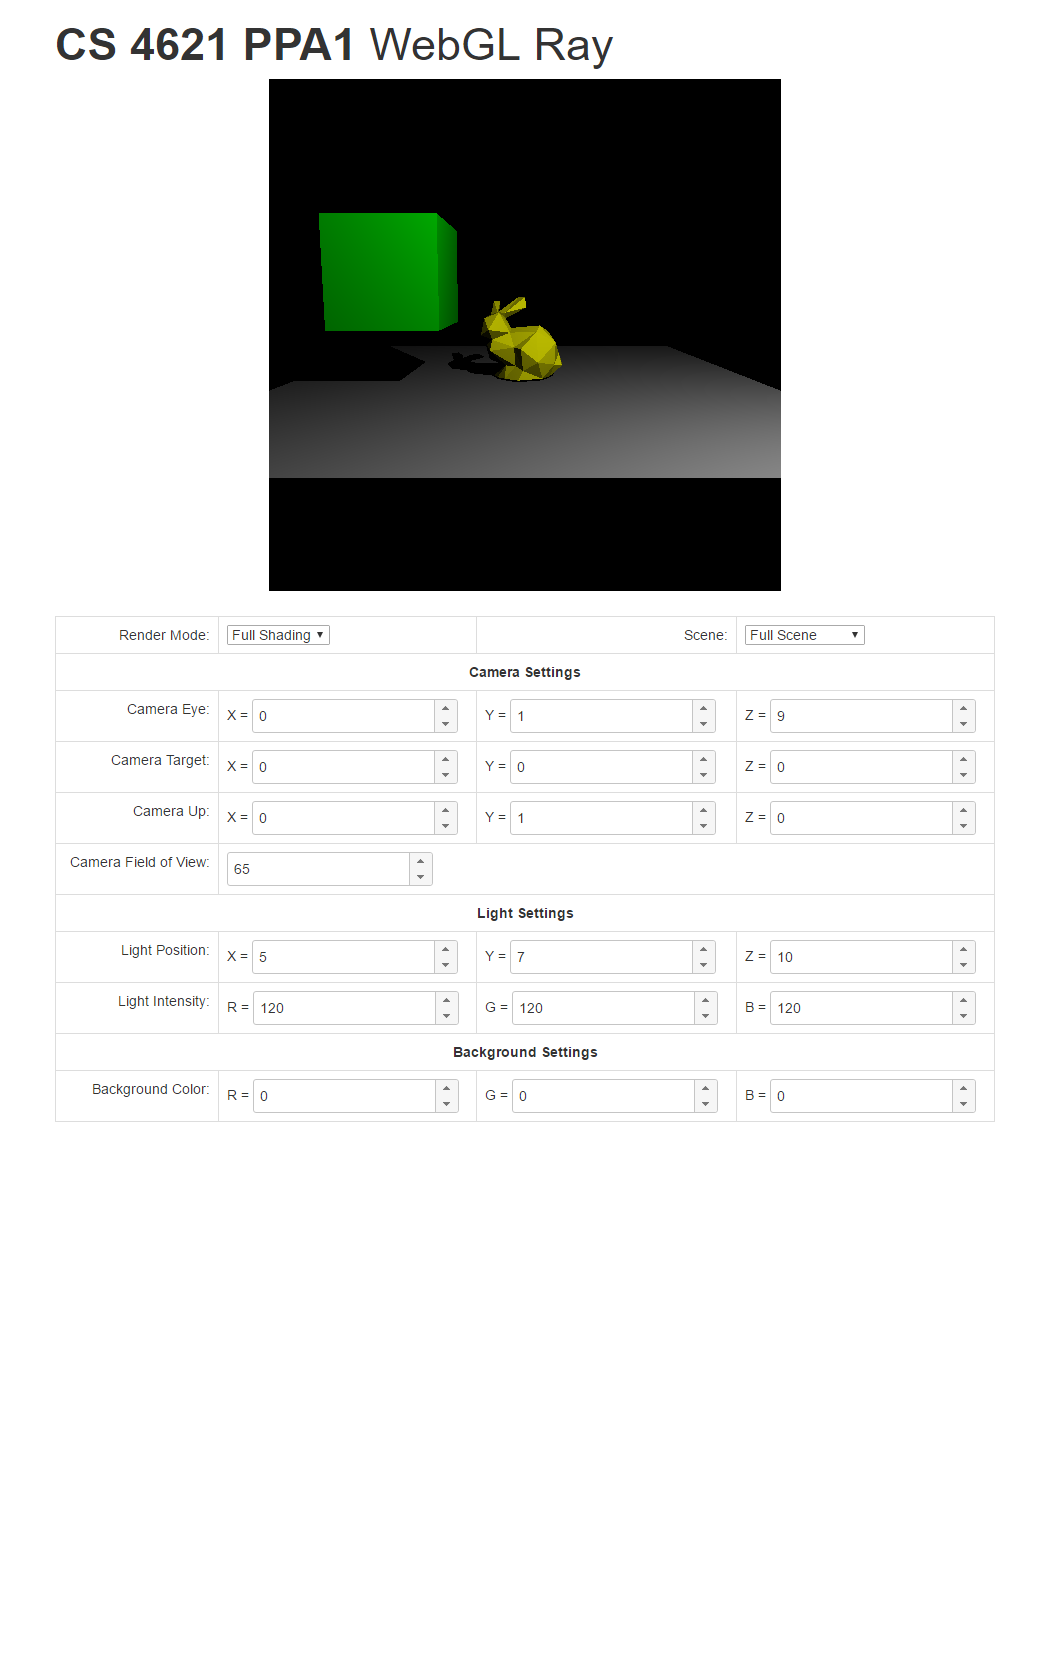 CS 4621 PPA1 WebGL Ray
Render Mode: Full Shading Scene: Full Scene
Camera Settings
Camera Eye: X = 0 Y = 1 Z = 9
Camera Target: X = 0 Y = 0 Z = 0
Camera Up: X = 0 Y = 1 Z = 0
Camera Field of View: 65
Light Settings
Light Position: X = 5 Y = 7 Z = 10
Light Intensity: R = 120 G = 120 B = 120
Background Settings
Background Color: R = 0 G = 0 B = 0